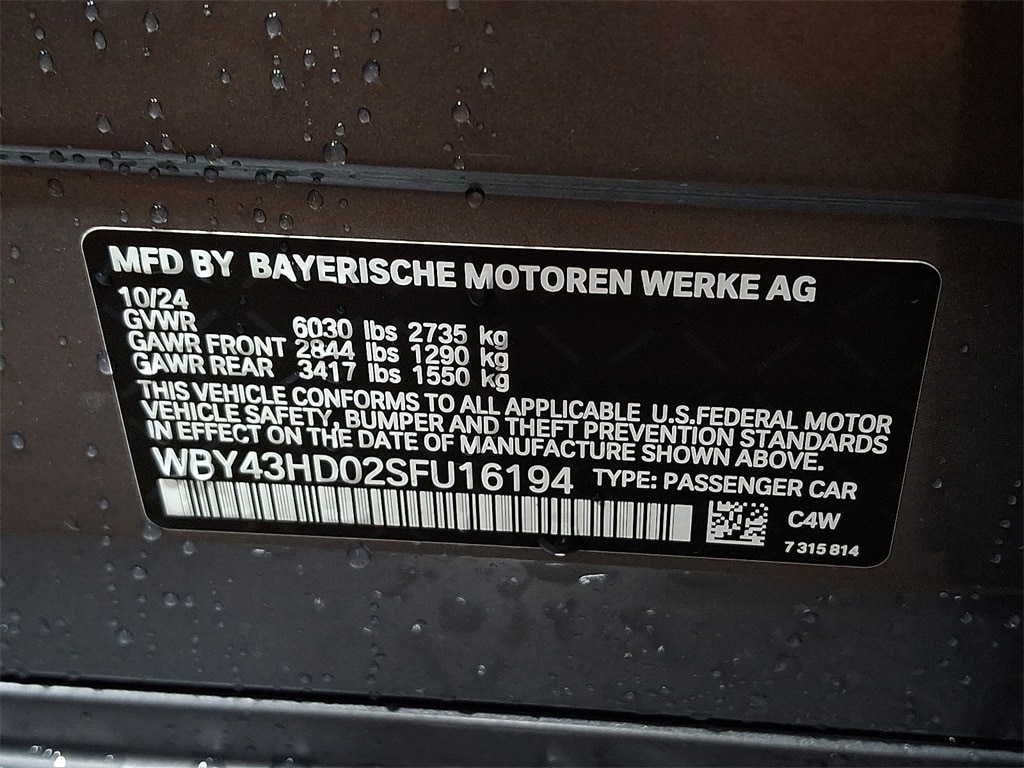 MFD BY BAYERISCHE MOTOREN WERKE AG
10/24
GVWR 6030 lbs 2735 kg
GAWR FRONT 2844 lbs 1290 kg
GAWR REAR 3417 lbs 1550 kg
THIS VEHICLE CONFORMS TO ALL APPLICABLE U.S.FEDERAL MOTOR
VEHICLE SAFETY, BUMPER AND THEFT PREVENTION STANDARDS
IN EFFECT ON THE DATE OF MANUFACTURE SHOWN ABOVE.
WBY43HD02SFU16194 TYPE: PASSENGER CAR
C4W
7 315 814